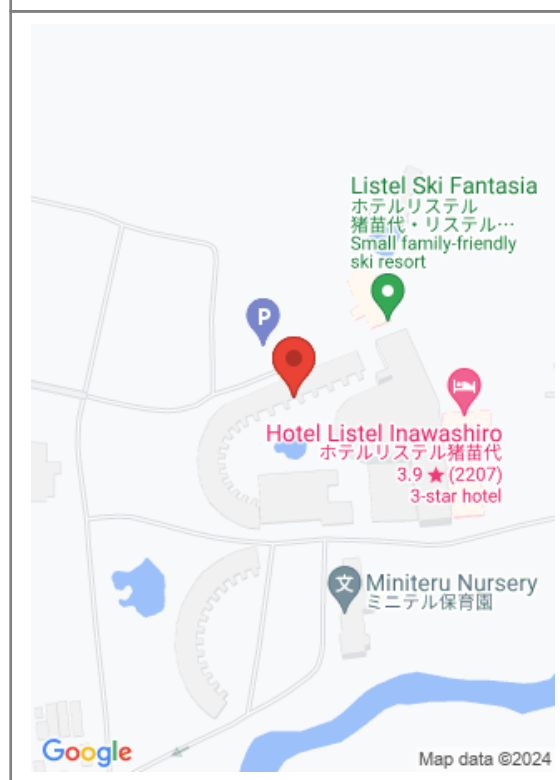 Listel Ski Fantasia
ホテルリステル
猪苗代・リステル…
Small family-friendly
ski resort
P
Hotel Listel Inawashiro
ホテルリステル猪苗代
3.9 ★ (2207)
3-star hotel
文
Miniteru Nursery
ミニテル保育園
Google
Map data ©2024